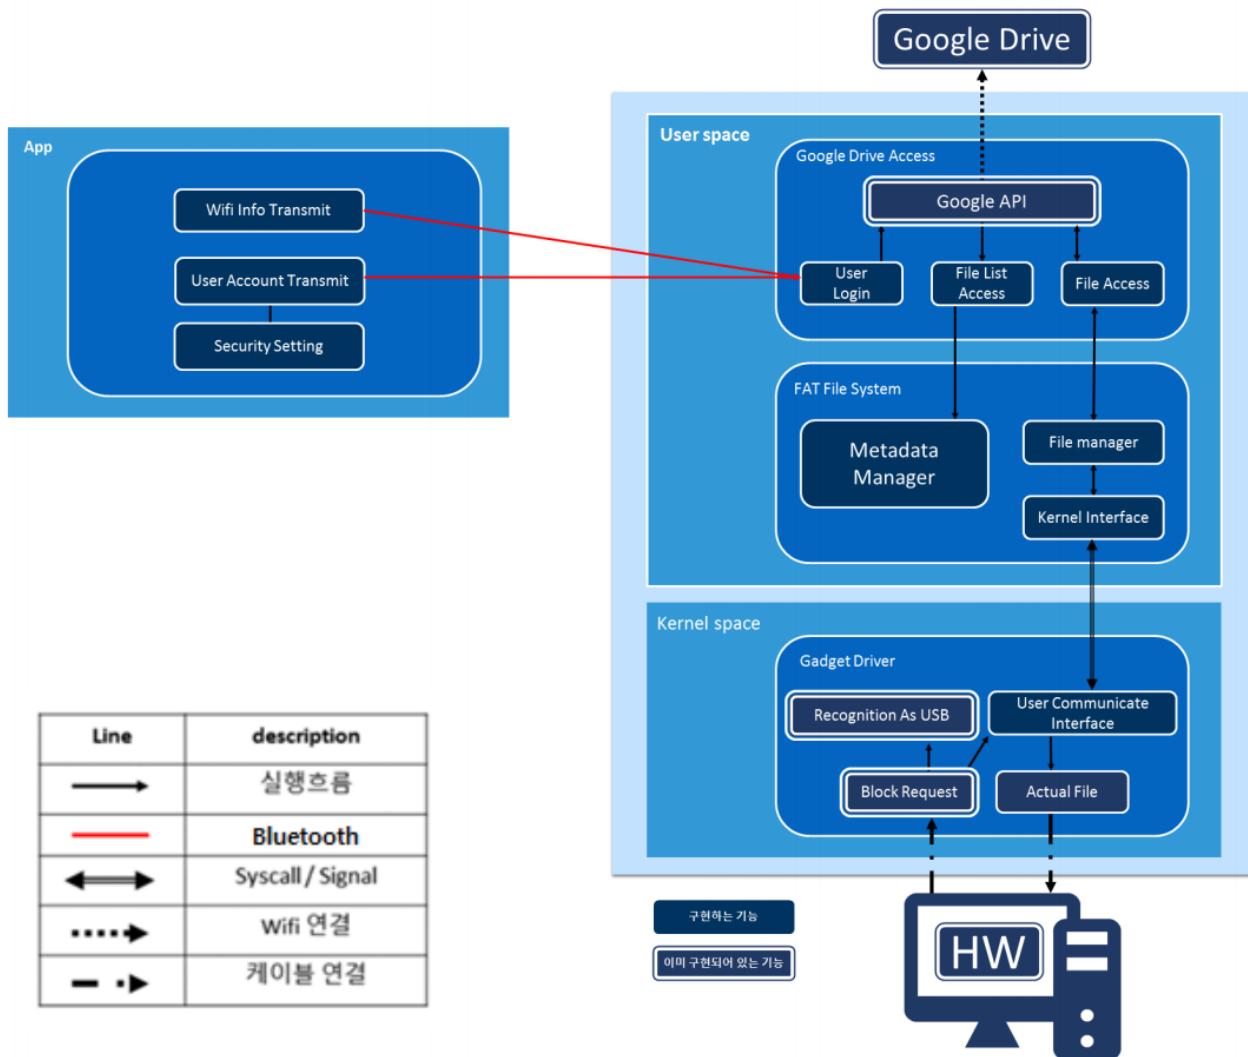 Google Drive
App
Wifi Info Transmit
User Account Transmit
Security Setting
User space
Google Drive Access
Google API
User
Login
File List
Access
File Access
FAT File System
Metadata
Manager
File manager
Kernel Interface
Kernel space
Gadget Driver
Recognition As USB
User Communicate
Interface
Block Request
Actual File
Line
description
실행흐름
Bluetooth
Syscall / Signal
Wifi 연결
케이블 연결
구현하는 기능
이미 구현되어 있는 기능
HW